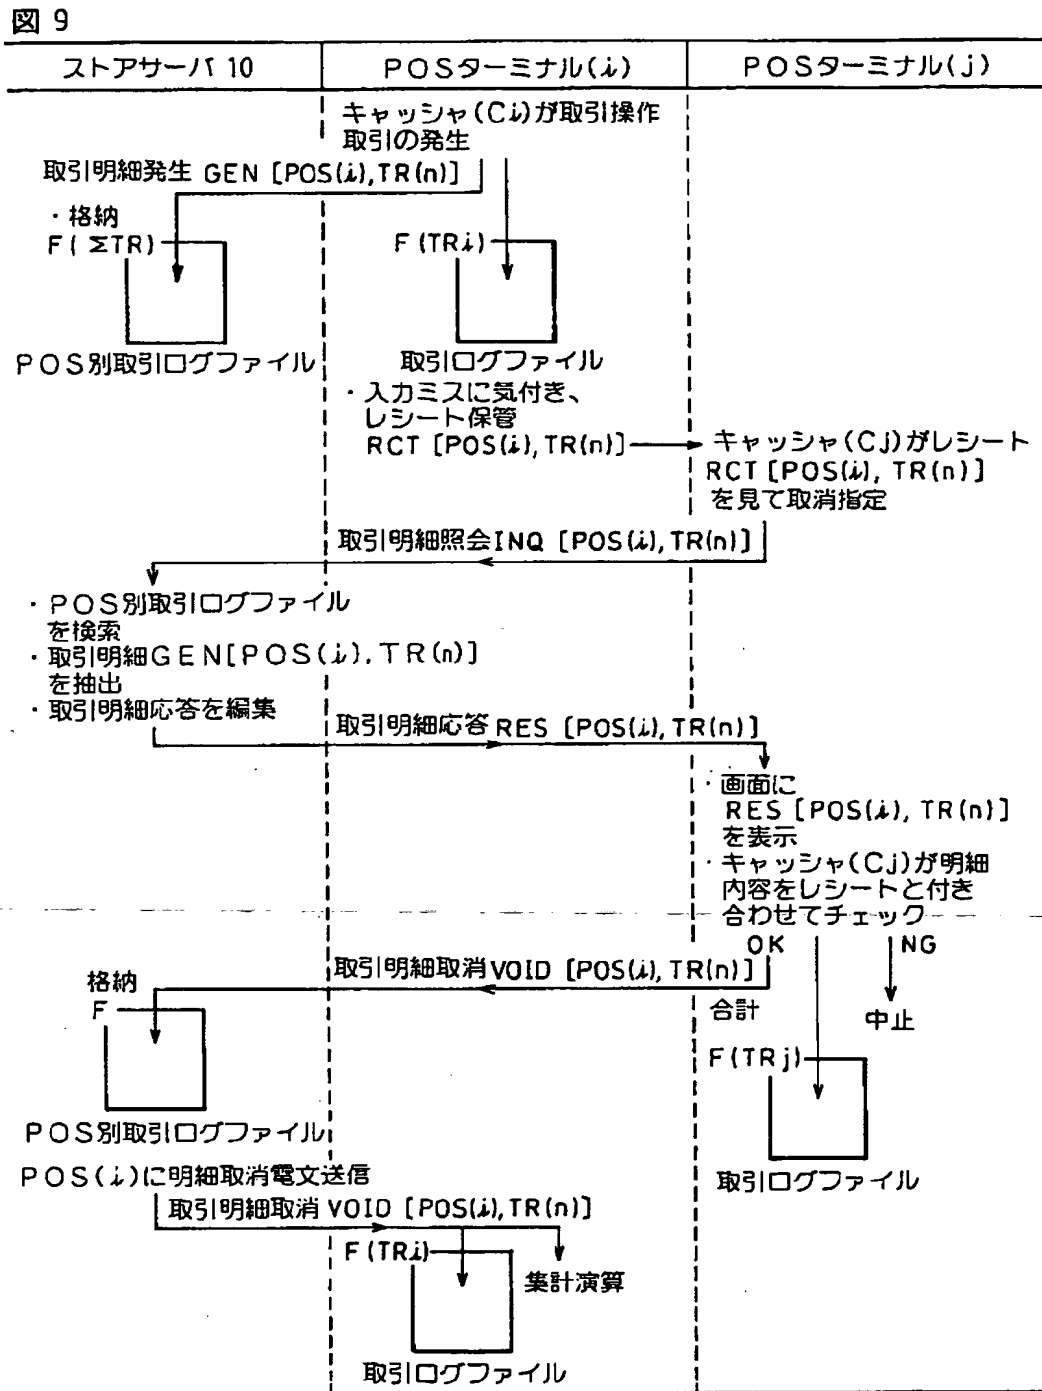 図 9
ストアサーバ 10
POSターミナル(i)
POSターミナル(j)
キャッシャ(Ci)が取引操作
取引の発生
取引明細発生 GEN [POS(i), TR(n)]
・格納
F(ΣTR)
F(TRi)
POS別取引ログファイル
取引ログファイル
・入力ミスに気付き、
レシート保管
RCT [POS(i), TR(n)]
キャッシャ(Cj)がレシート
RCT [POS(i), TR(n)]
を見て取消指定
取引明細照会 INQ [POS(i), TR(n)]
・POS別取引ログファイル
を検索
・取引明細GEN[POS(i), TR(n)]
を抽出
・取引明細応答を編集
取引明細応答 RES [POS(i), TR(n)]
・画面に
RES [POS(i), TR(n)]
を表示
・キャッシャ(Cj)が明細
内容をレシートと付き
合わせてチェック
OK
NG
取引明細取消 VOID [POS(i), TR(n)]
格納
F
合計
中止
F(TRj)
POS別取引ログファイル
POS(i)に明細取消電文送信
取引ログファイル
取引明細取消 VOID [POS(i), TR(n)]
F(TRi)
集計演算
取引ログファイル